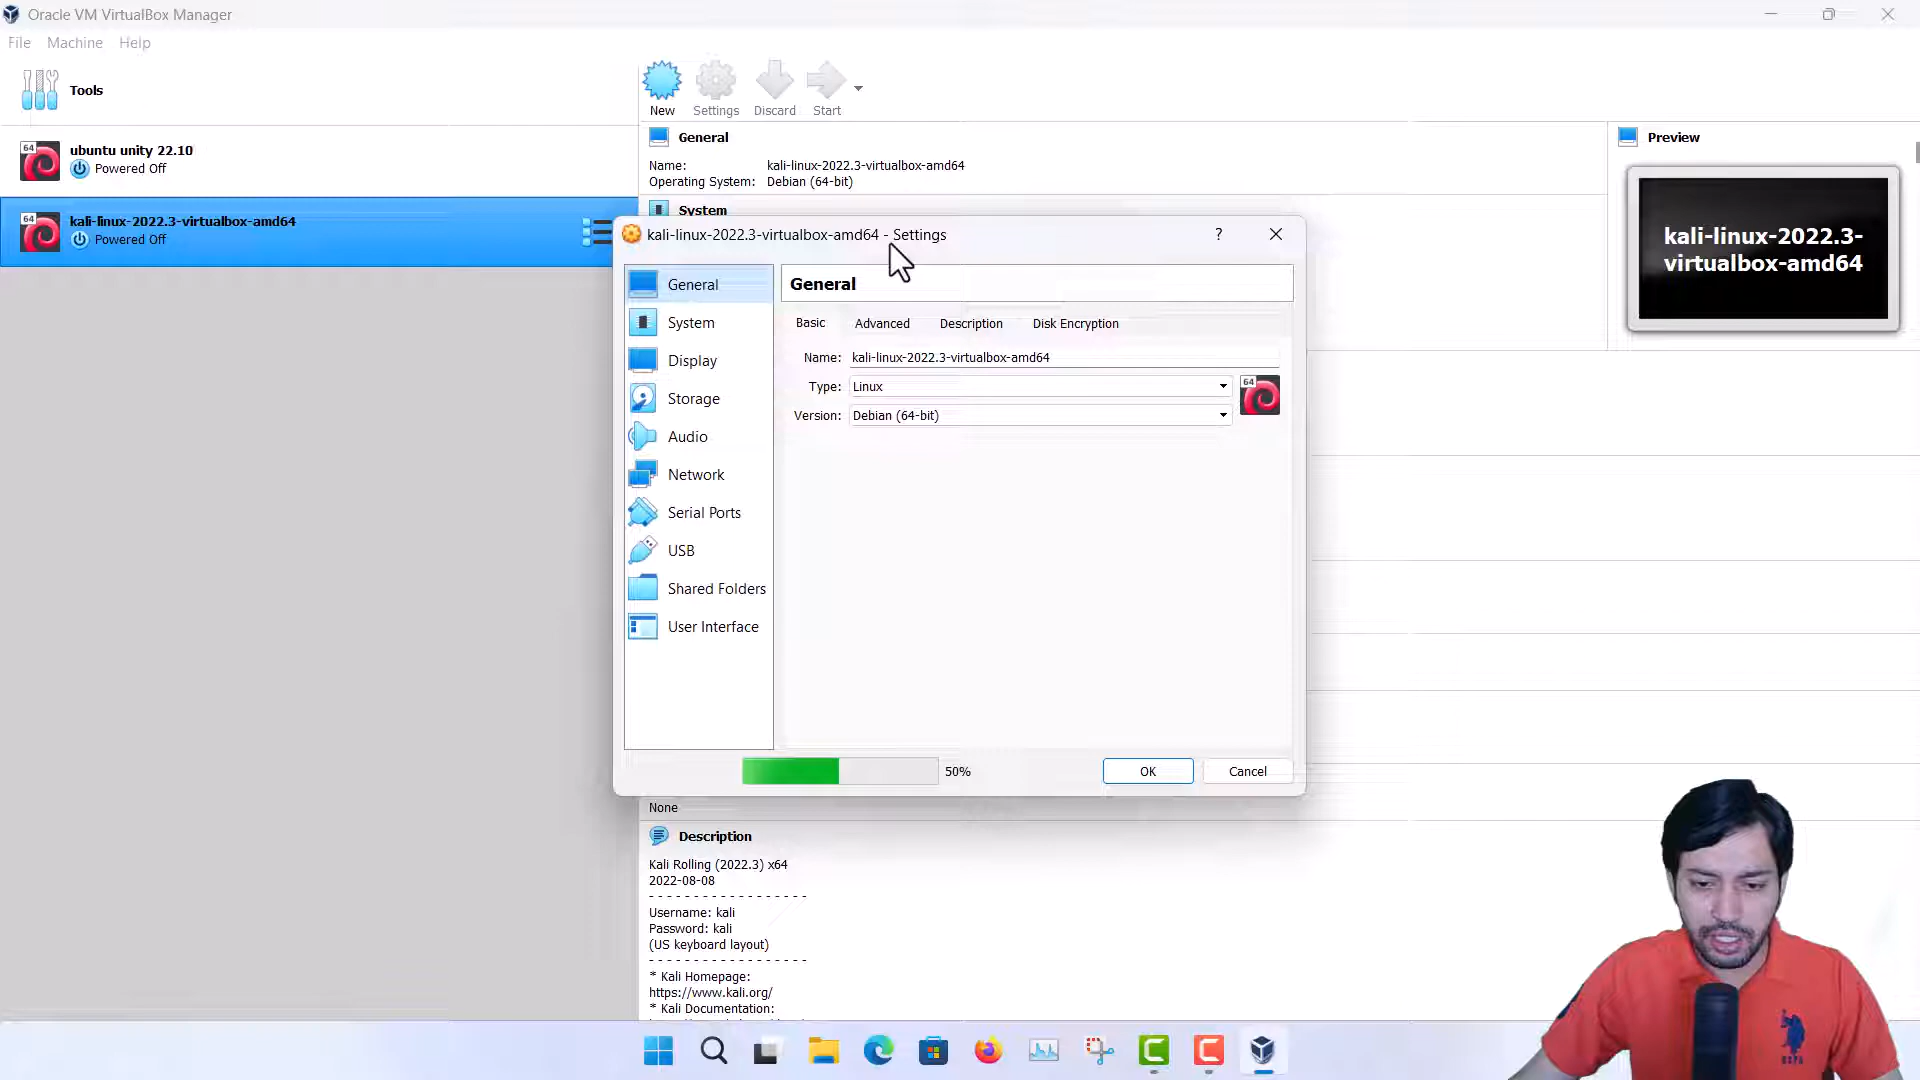 Oracle VM VirtualBox Manager
File Machine Help
Tools
New Settings Discard Start
64 ubuntu unity 22.10
Powered Off
64 kali-linux-2022.3-virtualbox-amd64
Powered Off
General
Name: kali-linux-2022.3-virtualbox-amd64
Operating System: Debian (64-bit)
System
Preview
kali-linux-2022.3-
virtualbox-amd64
kali-linux-2022.3-virtualbox-amd64 - Settings
?
General
System
Display
Storage
Audio
Network
Serial Ports
USB
Shared Folders
User Interface
General
Basic Advanced Description Disk Encryption
Name: kali-linux-2022.3-virtualbox-amd64
Type: Linux
64
Version: Debian (64-bit)
50%
OK Cancel
None
Description
Kali Rolling (2022.3) x64
2022-08-08
- - - - - - - - - - - - - - - - - -
Username: kali
Password: kali
(US keyboard layout)
- - - - - - - - - - - - - - - - - -
* Kali Homepage:
https://www.kali.org/
* Kali Documentation: